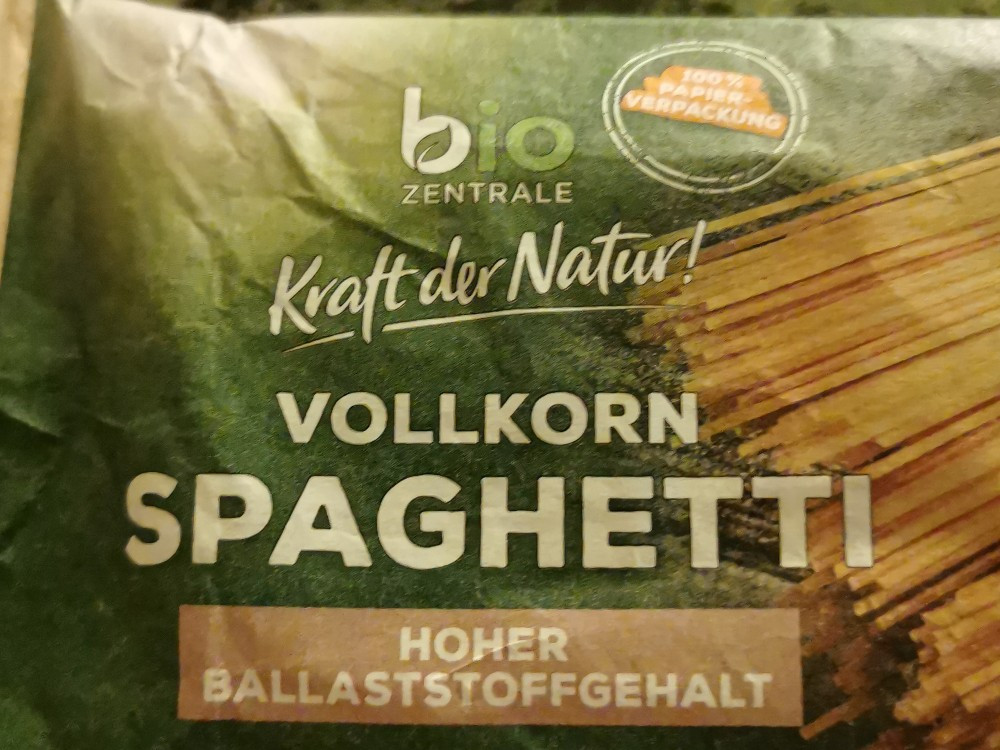 bio
ZENTRALE
100%
PAPIER-
VERPACKUNG
Kraft der Natur!
VOLLKORN
SPAGHETTI
HOHER
BALLASTSTOFFGEHALT